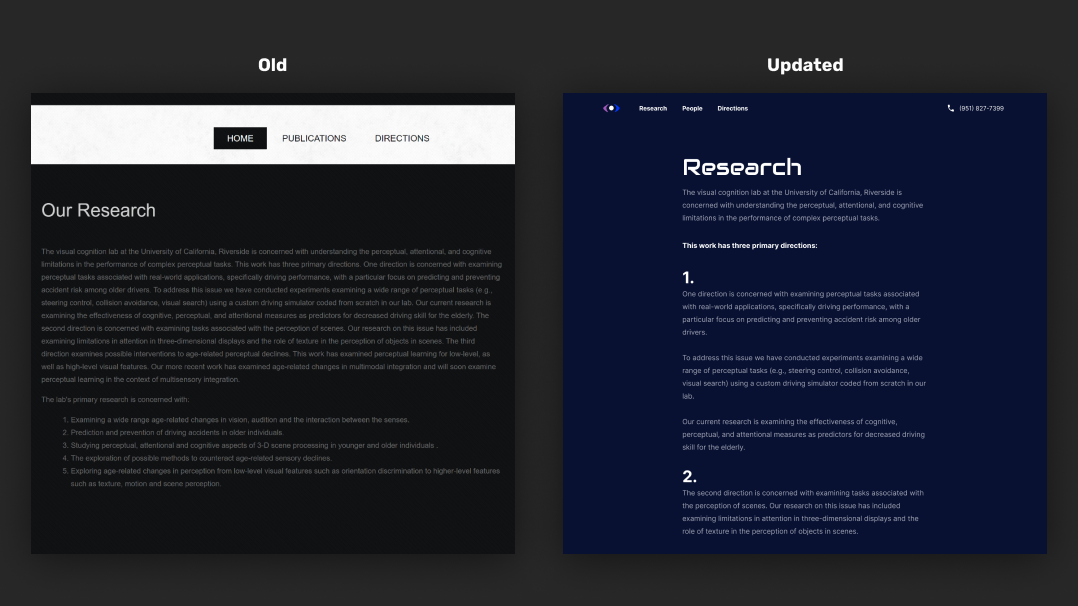 Old
HOME PUBLICATIONS DIRECTIONS
Our Research
The visual cognition lab at the University of California, Riverside is concerned with understanding the perceptual, attentional, and cognitive
limitations in the performance of complex perceptual tasks. This work has three primary directions. One direction is concerned with examining
perceptual tasks associated with real-world applications, specifically driving performance, with a particular focus on predicting and preventing
accident risk among older drivers. To address this issue we have conducted experiments examining a wide range of perceptual tasks (e.g.,
steering control, collision avoidance, visual search) using a custom driving simulator coded from scratch in our lab. Our current research is
examining the effectiveness of cognitive, perceptual, and attentional measures as predictors for decreased driving skill for the elderly. The
second direction is concerned with examining tasks associated with the perception of scenes. Our research on this issue has included
examining limitations in attention in three-dimensional displays and the role of texture in the perception of objects in scenes. The third
direction examines possible interventions to age-related perceptual declines. This work has examined perceptual learning for low-level, as
well as high-level visual features. Our more recent work has examined age-related changes in multimodal integration and will soon examine
perceptual learning in the context of multisensory integration.
The lab's primary research is concerned with:
1. Examining a wide range age-related changes in vision, audition and the interaction between the senses.
2. Prediction and prevention of driving accidents in older individuals.
3. Studying perceptual, attentional and cognitive aspects of 3-D scene processing in younger and older individuals .
4. The exploration of possible methods to counteract age-related sensory declines.
5. Exploring age-related changes in perception from low-level visual features such as orientation discrimination to higher-level features
such as texture, motion and scene perception.
Updated
Research People Directions (951) 827-7399
Research
The visual cognition lab at the University of California, Riverside is
concerned with understanding the perceptual, attentional, and cognitive
limitations in the performance of complex perceptual tasks.
This work has three primary directions:
1.
One direction is concerned with examining perceptual tasks associated
with real-world applications, specifically driving performance, with a
particular focus on predicting and preventing accident risk among older
drivers.
To address this issue we have conducted experiments examining a wide
range of perceptual tasks (e.g., steering control, collision avoidance,
visual search) using a custom driving simulator coded from scratch in our
lab.
Our current research is examining the effectiveness of cognitive,
perceptual, and attentional measures as predictors for decreased driving
skill for the elderly.
2.
The second direction is concerned with examining tasks associated with
the perception of scenes. Our research on this issue has included
examining limitations in attention in three-dimensional displays and the
role of texture in the perception of objects in scenes.